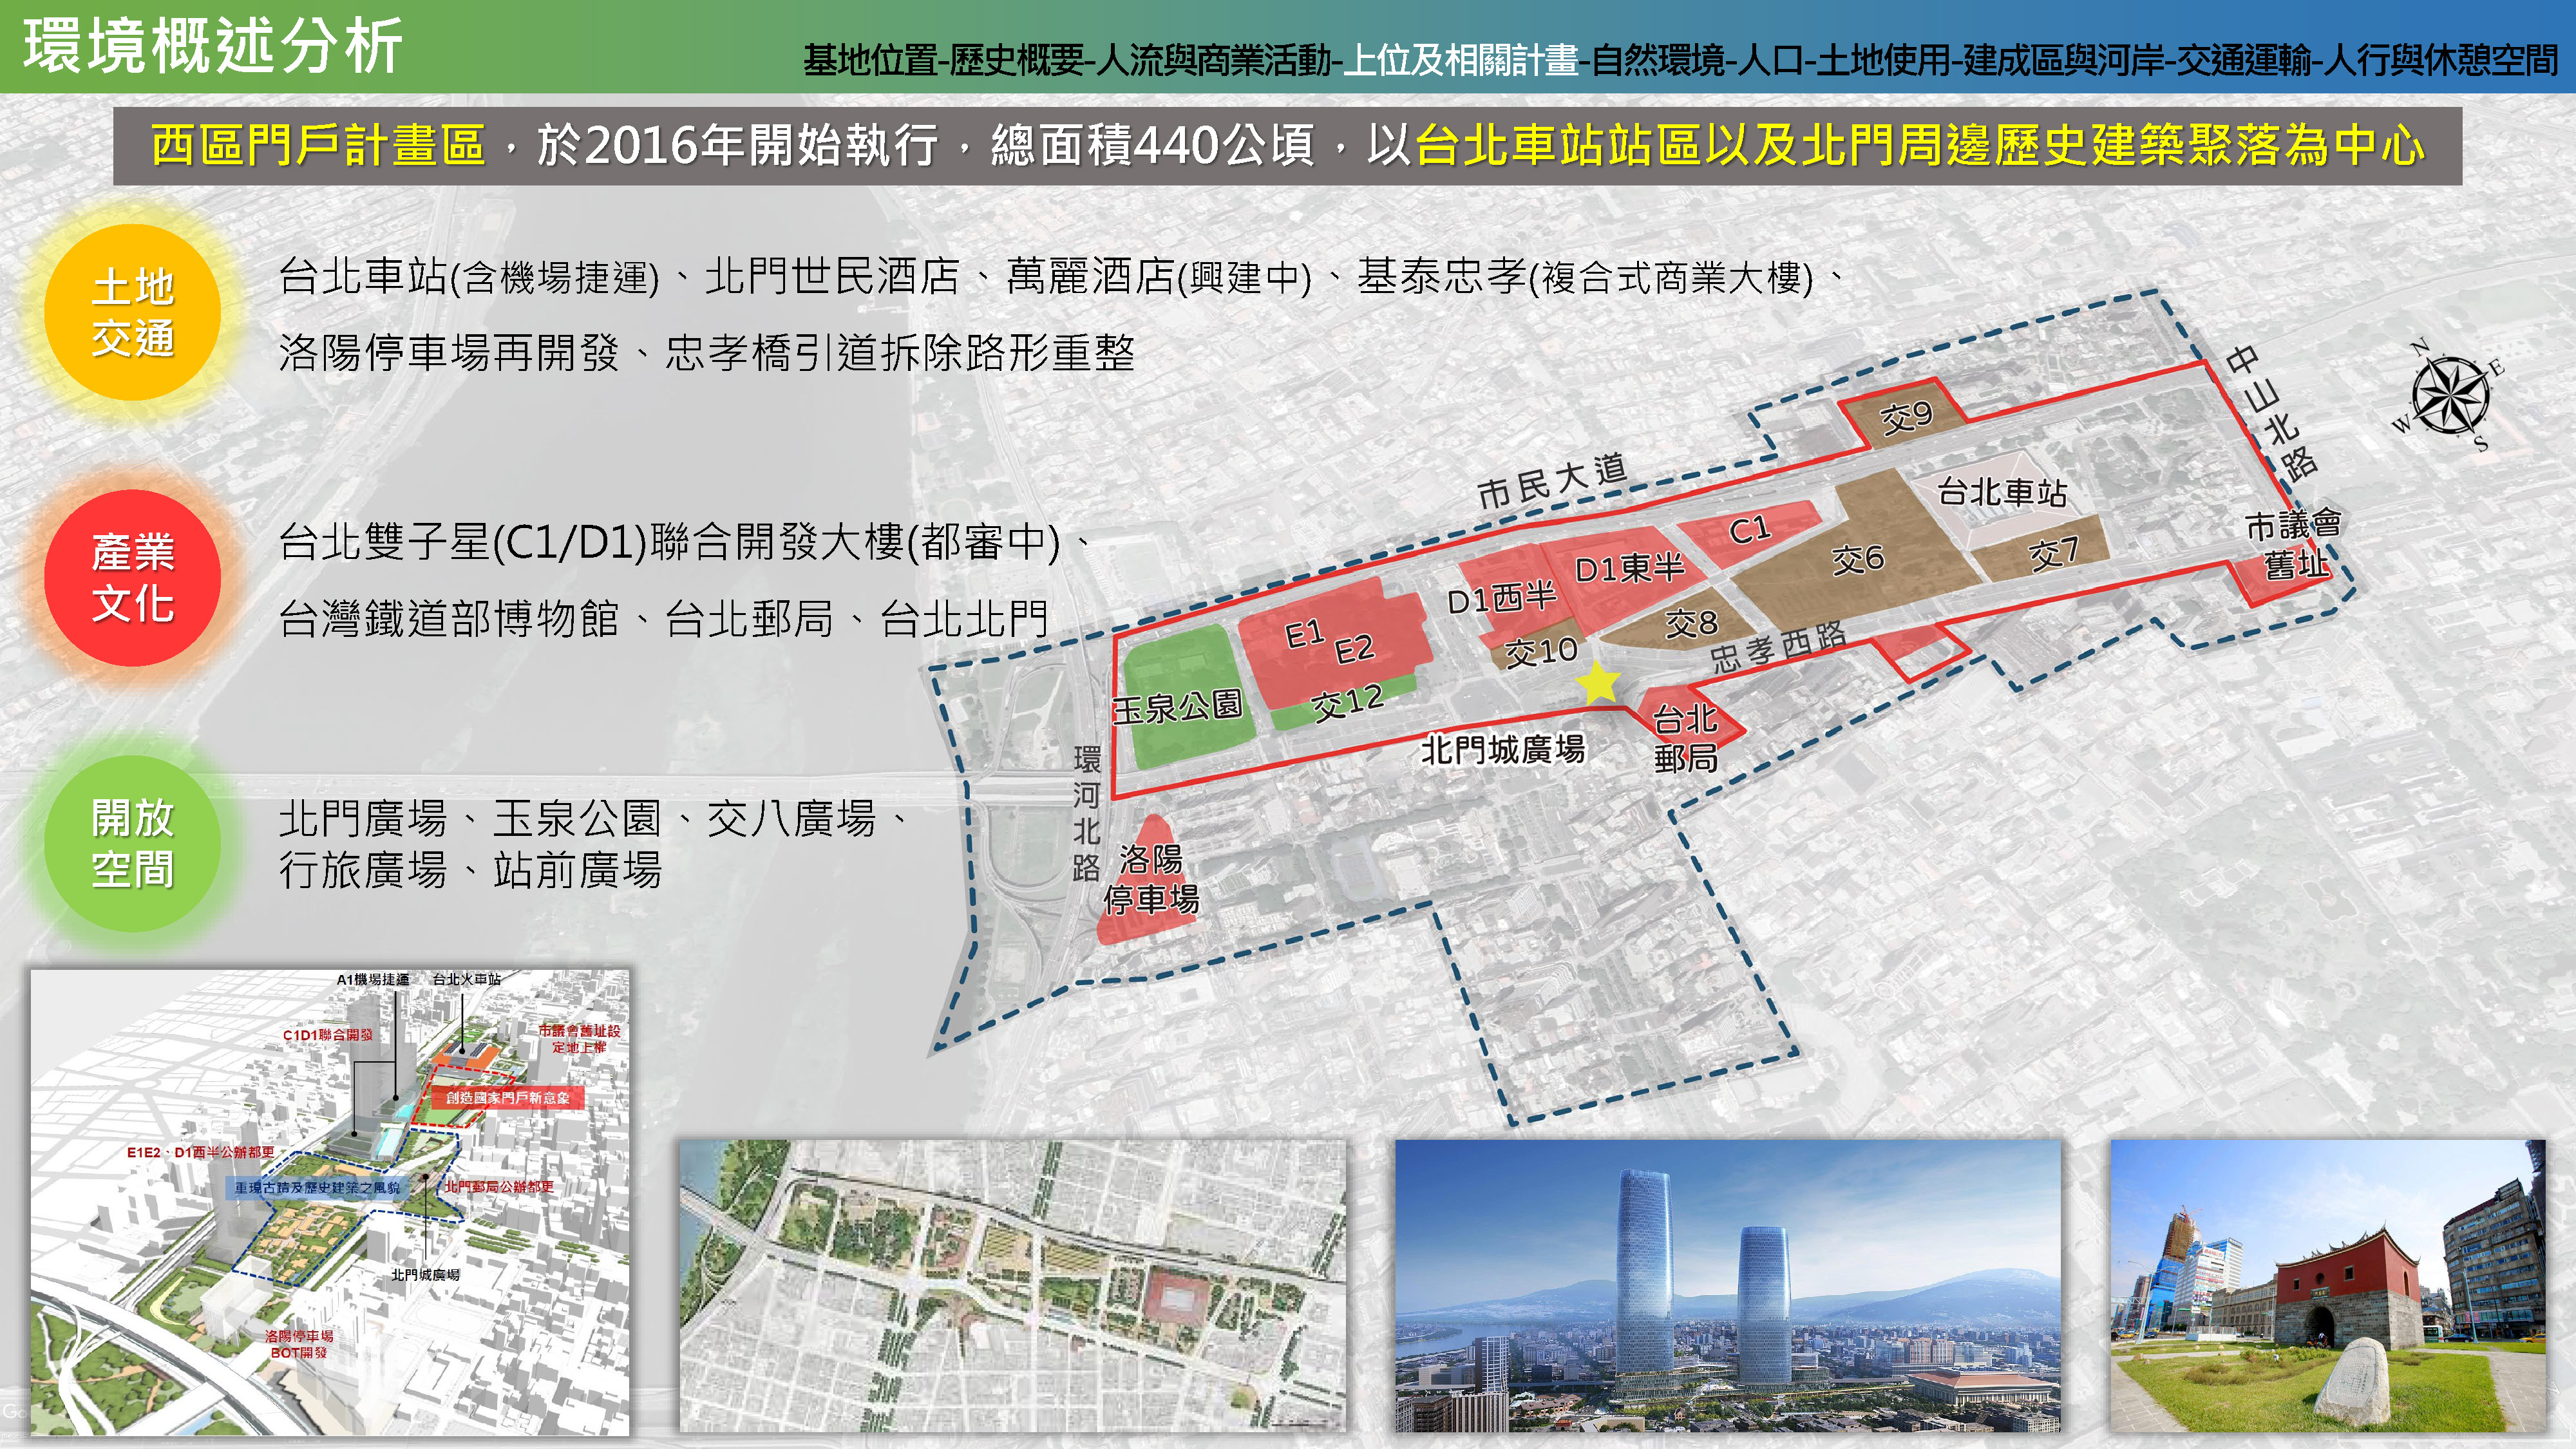 環境概述分析
基地位置-歷史概要-人流與商業活動-上位及相關計畫-自然環境-人口-土地使用-建成區與河岸-交通運輸-人行與休憩空間
西區門戶計畫區，於2016年開始執行，總面積440公頃，以台北車站站區以及北門周邊歷史建築聚落為中心
土地
交通
台北車站(含機場捷運)、北門世民酒店、萬麗酒店(興建中)、基泰忠孝(複合式商業大樓)、
洛陽停車場再開發、忠孝橋引道拆除路形重整
產業
文化
台北雙子星(C1/D1)聯合開發大樓(都審中)、
台灣鐵道部博物館、台北郵局、台北北門
開放
空間
北門廣場、玉泉公園、交八廣場、
行旅廣場、站前廣場
中山北路
N
E
W
S
交9
市民大道
台北車站
C1
交6
交7
市議會
舊址
D1東半
D1西半
交8
交10
忠孝西路
E1
E2
交12
玉泉公園
台北
郵局
北門城廣場
環河北路
洛陽
停車場
A1機場捷運
台北火車站
C1D1聯合開發
市議會舊址設
定地上權
創造國家門戶新意象
E1E2、D1西半公辦都更
重現古蹟及歷史建築之風貌
北門郵局公辦都更
北門城廣場
洛陽停車場
BOT開發